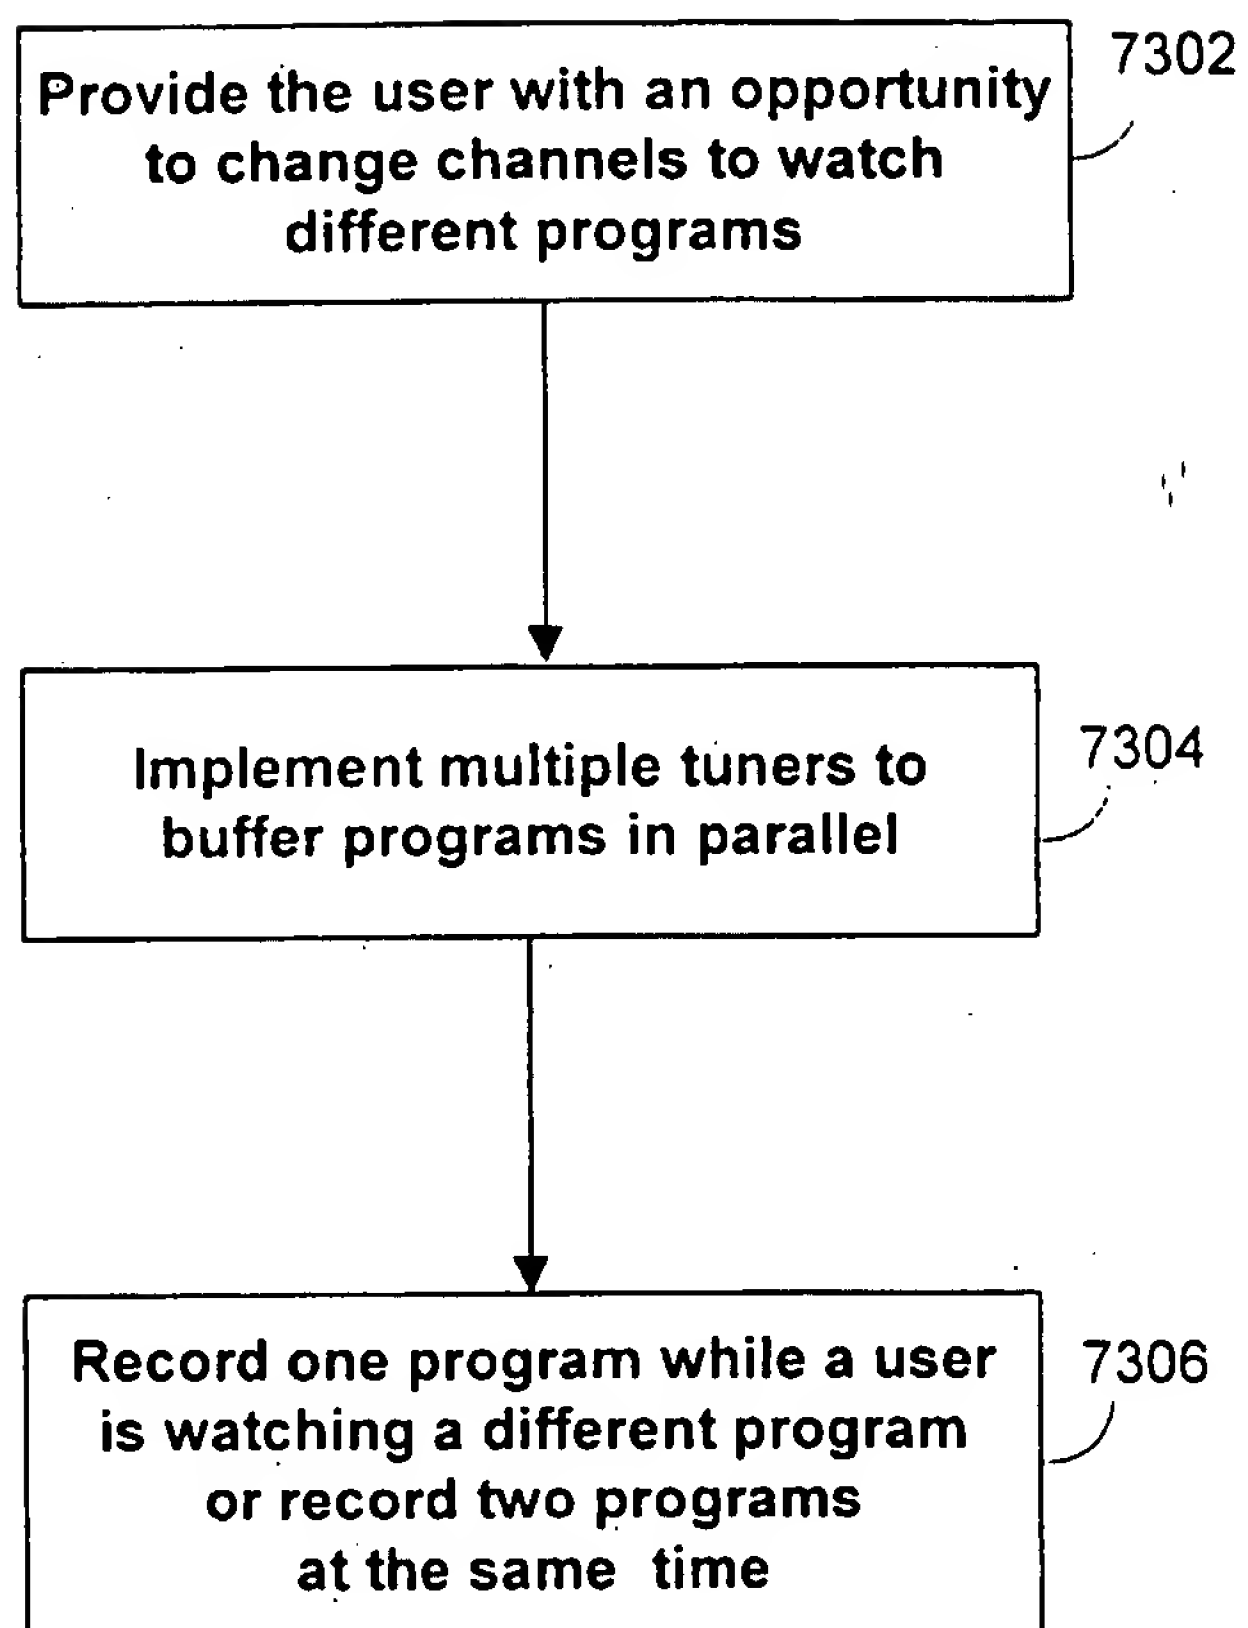 7302
Provide the user with an opportunity
to change channels to watch
different programs
7304
Implement multiple tuners to
buffer programs in parallel
7306
Record one program while a user
is watching a different program
or record two programs
at the same time